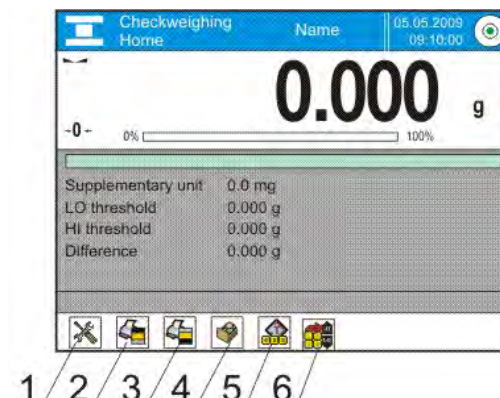 Checkweighing Name 05.05.2009
Home 09:10:00
0.000 g
-0- 0% 100%
Supplementary unit 0.0 mg
LO threshold 0.000 g
HI threshold 0.000 g
Difference 0.000 g
1 2 3 4 5 6